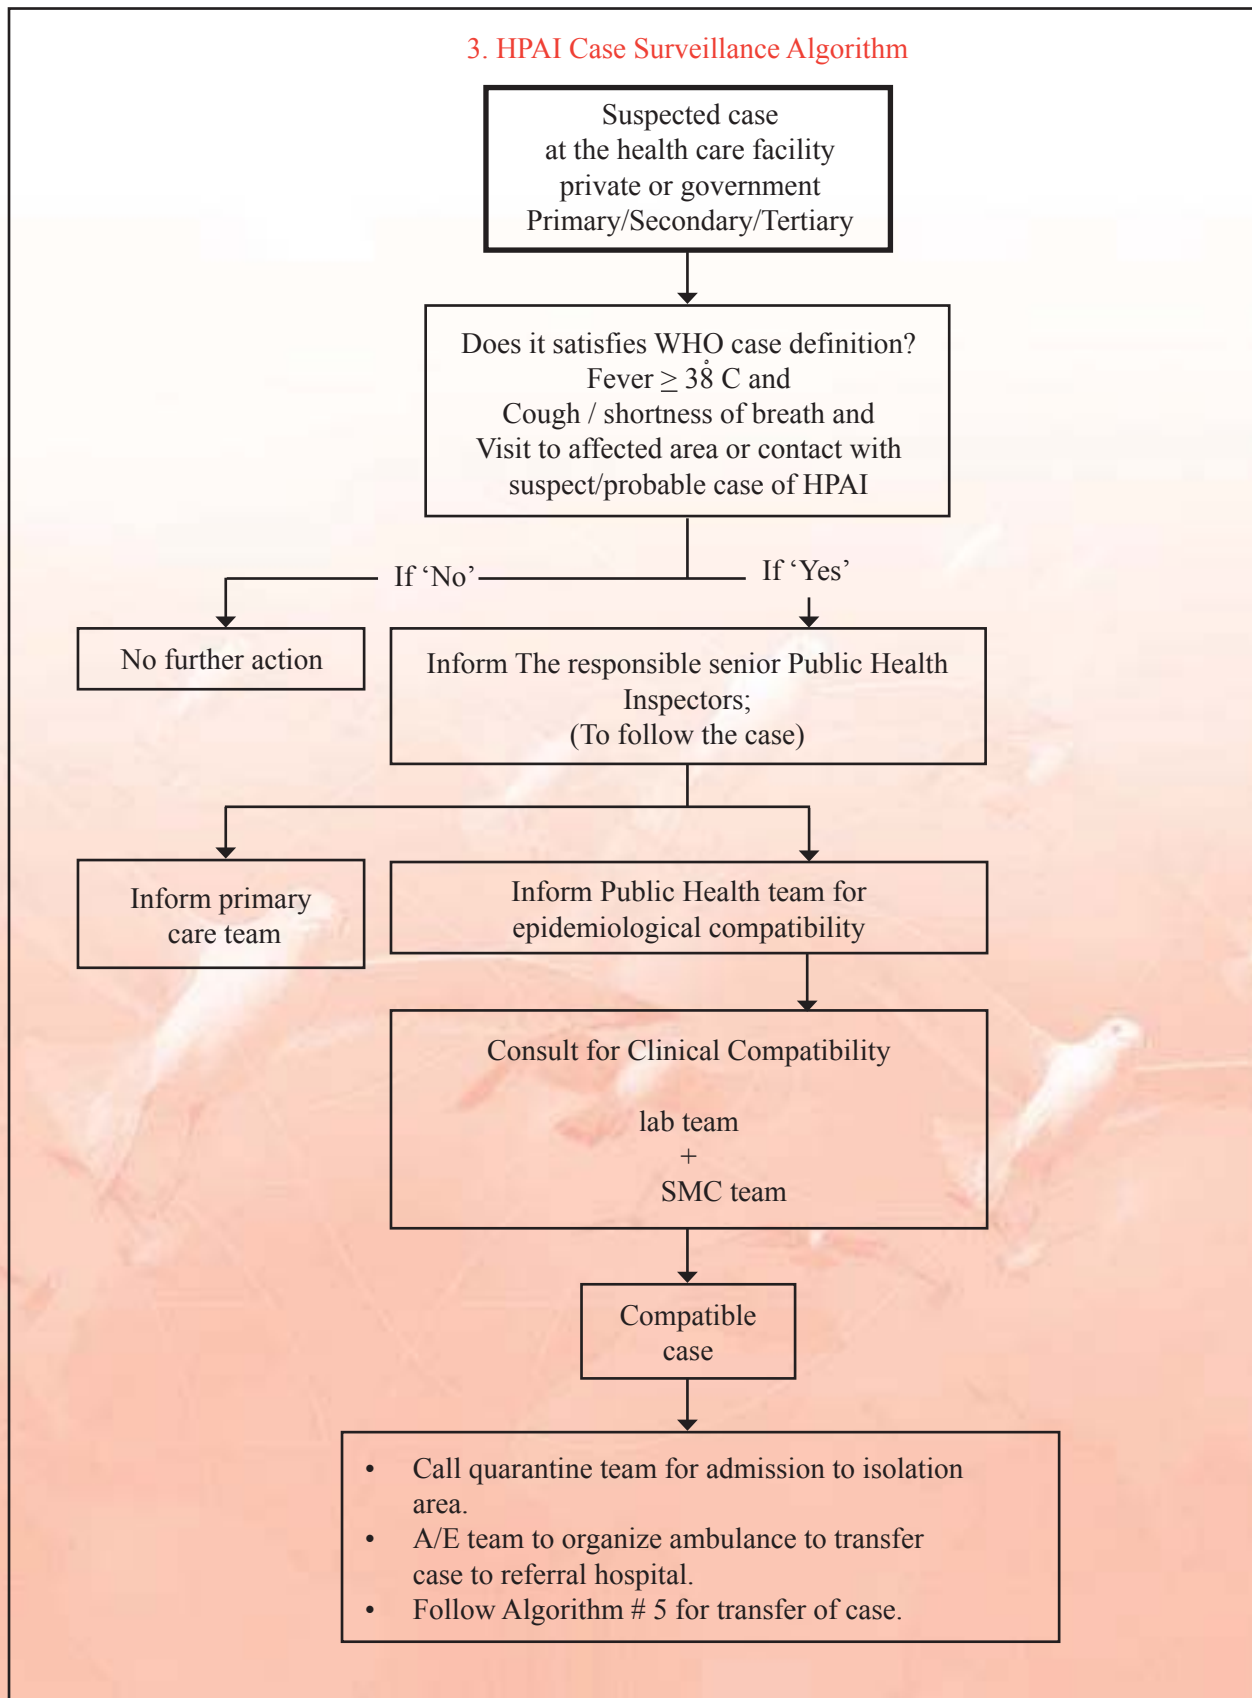 3. HPAI Case Surveillance Algorithm
Suspected case
at the health care facility
private or government
Primary/Secondary/Tertiary
Does it satisfies WHO case definition?
Fever ≥ 38° C and
Cough / shortness of breath and
Visit to affected area or contact with
suspect/probable case of HPAI
If ‘No’
If ‘Yes’
No further action
Inform The responsible senior Public Health
Inspectors;
(To follow the case)
Inform primary
care team
Inform Public Health team for
epidemiological compatibility
Consult for Clinical Compatibility
lab team
+
SMC team
Compatible
case
• Call quarantine team for admission to isolation
area.
• A/E team to organize ambulance to transfer
case to referral hospital.
• Follow Algorithm # 5 for transfer of case.